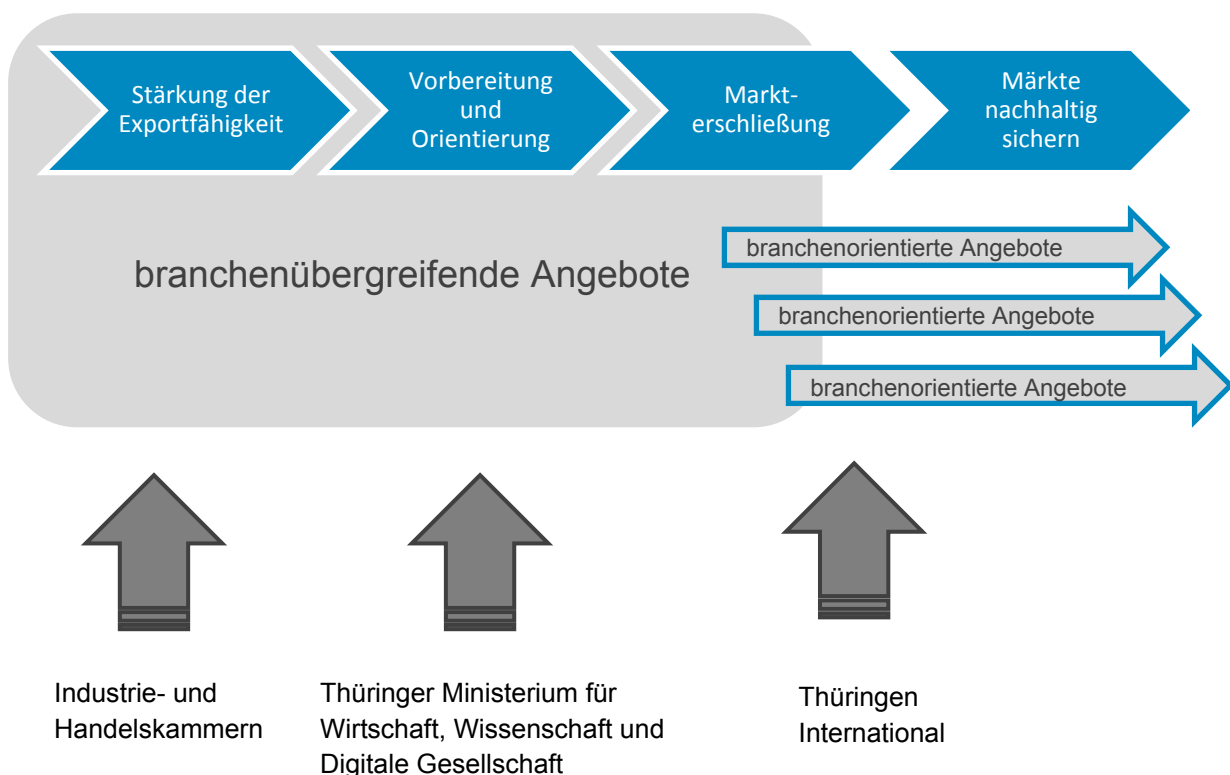 Stärkung der
Exportfähigkeit
Vorbereitung
und
Orientierung
Markt-
erschließung
Märkte
nachhaltig
sichern
branchenübergreifende Angebote
branchenorientierte Angebote
branchenorientierte Angebote
branchenorientierte Angebote
Industrie- und
Handelskammern
Thüringer Ministerium für
Wirtschaft, Wissenschaft und
Digitale Gesellschaft
Thüringen
International